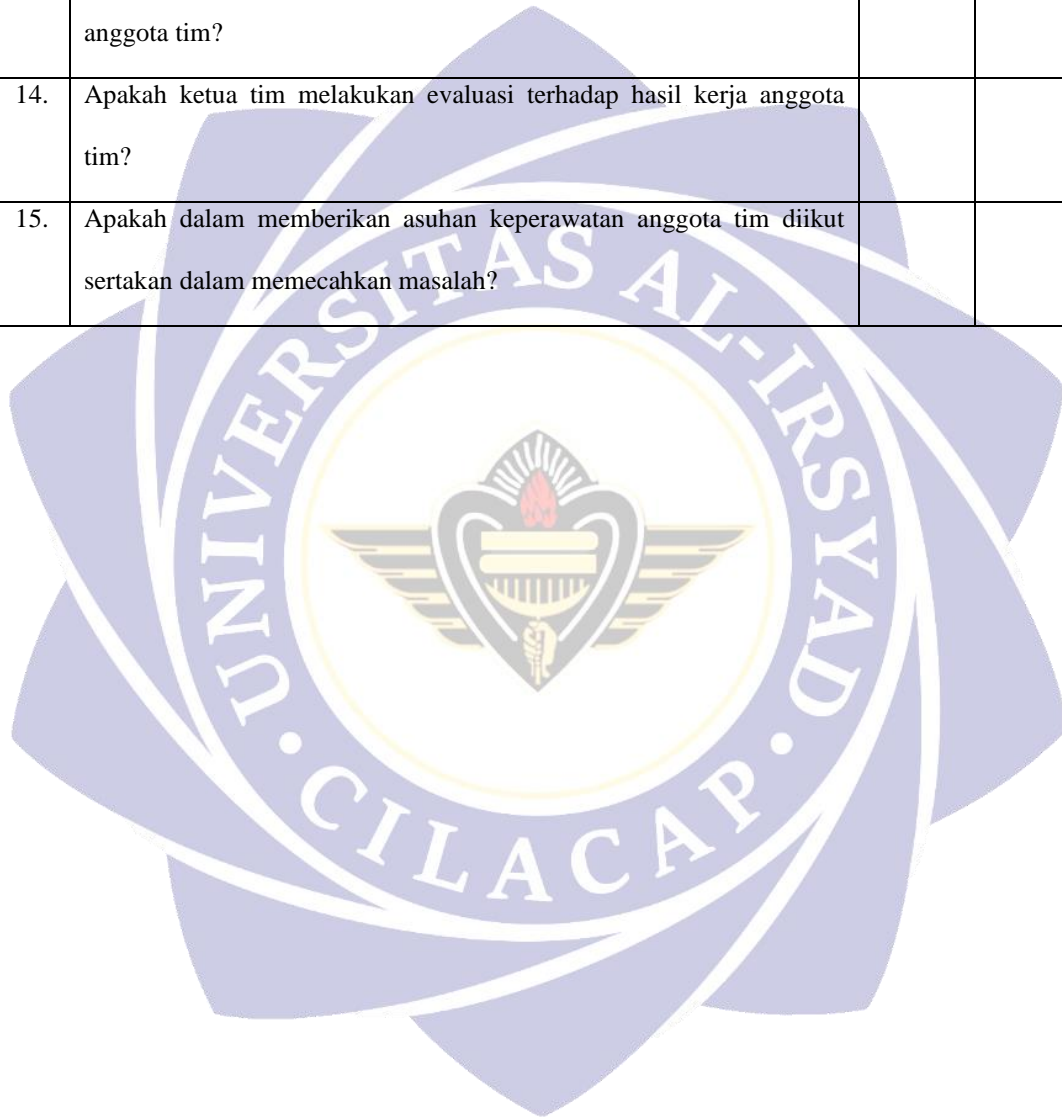 anggota tim?
14. Apakah ketua tim melakukan evaluasi terhadap hasil kerja anggota
tim?
15. Apakah dalam memberikan asuhan keperawatan anggota tim diikut
sertakan dalam memecahkan masalah?
UNIVERSITAS AL-IRSYAD
• CILACAP •